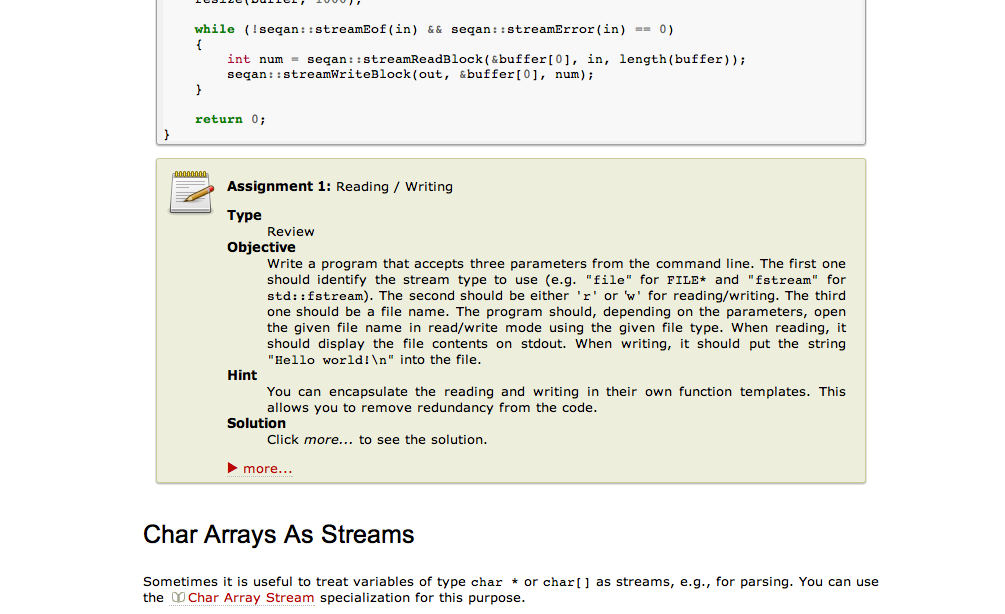 while (!seqan::streamEof(in) && seqan::streamError(in) == 0)
{
int num = seqan::streamReadBlock(&buffer[0], in, length(buffer));
seqan::streamWriteBlock(out, &buffer[0], num);
}
return 0;
}
Assignment 1: Reading / Writing
Type
Review
Objective
Write a program that accepts three parameters from the command line. The first one
should identify the stream type to use (e.g. "file" for FILE* and "fstream" for
std::fstream). The second should be either 'r' or 'w' for reading/writing. The third
one should be a file name. The program should, depending on the parameters, open
the given file name in read/write mode using the given file type. When reading, it
should display the file contents on stdout. When writing, it should put the string
"Hello world!\n" into the file.
Hint
You can encapsulate the reading and writing in their own function templates. This
allows you to remove redundancy from the code.
Solution
Click more... to see the solution.
more...
Char Arrays As Streams
Sometimes it is useful to treat variables of type char * or char[] as streams, e.g., for parsing. You can use
the Char Array Stream specialization for this purpose.